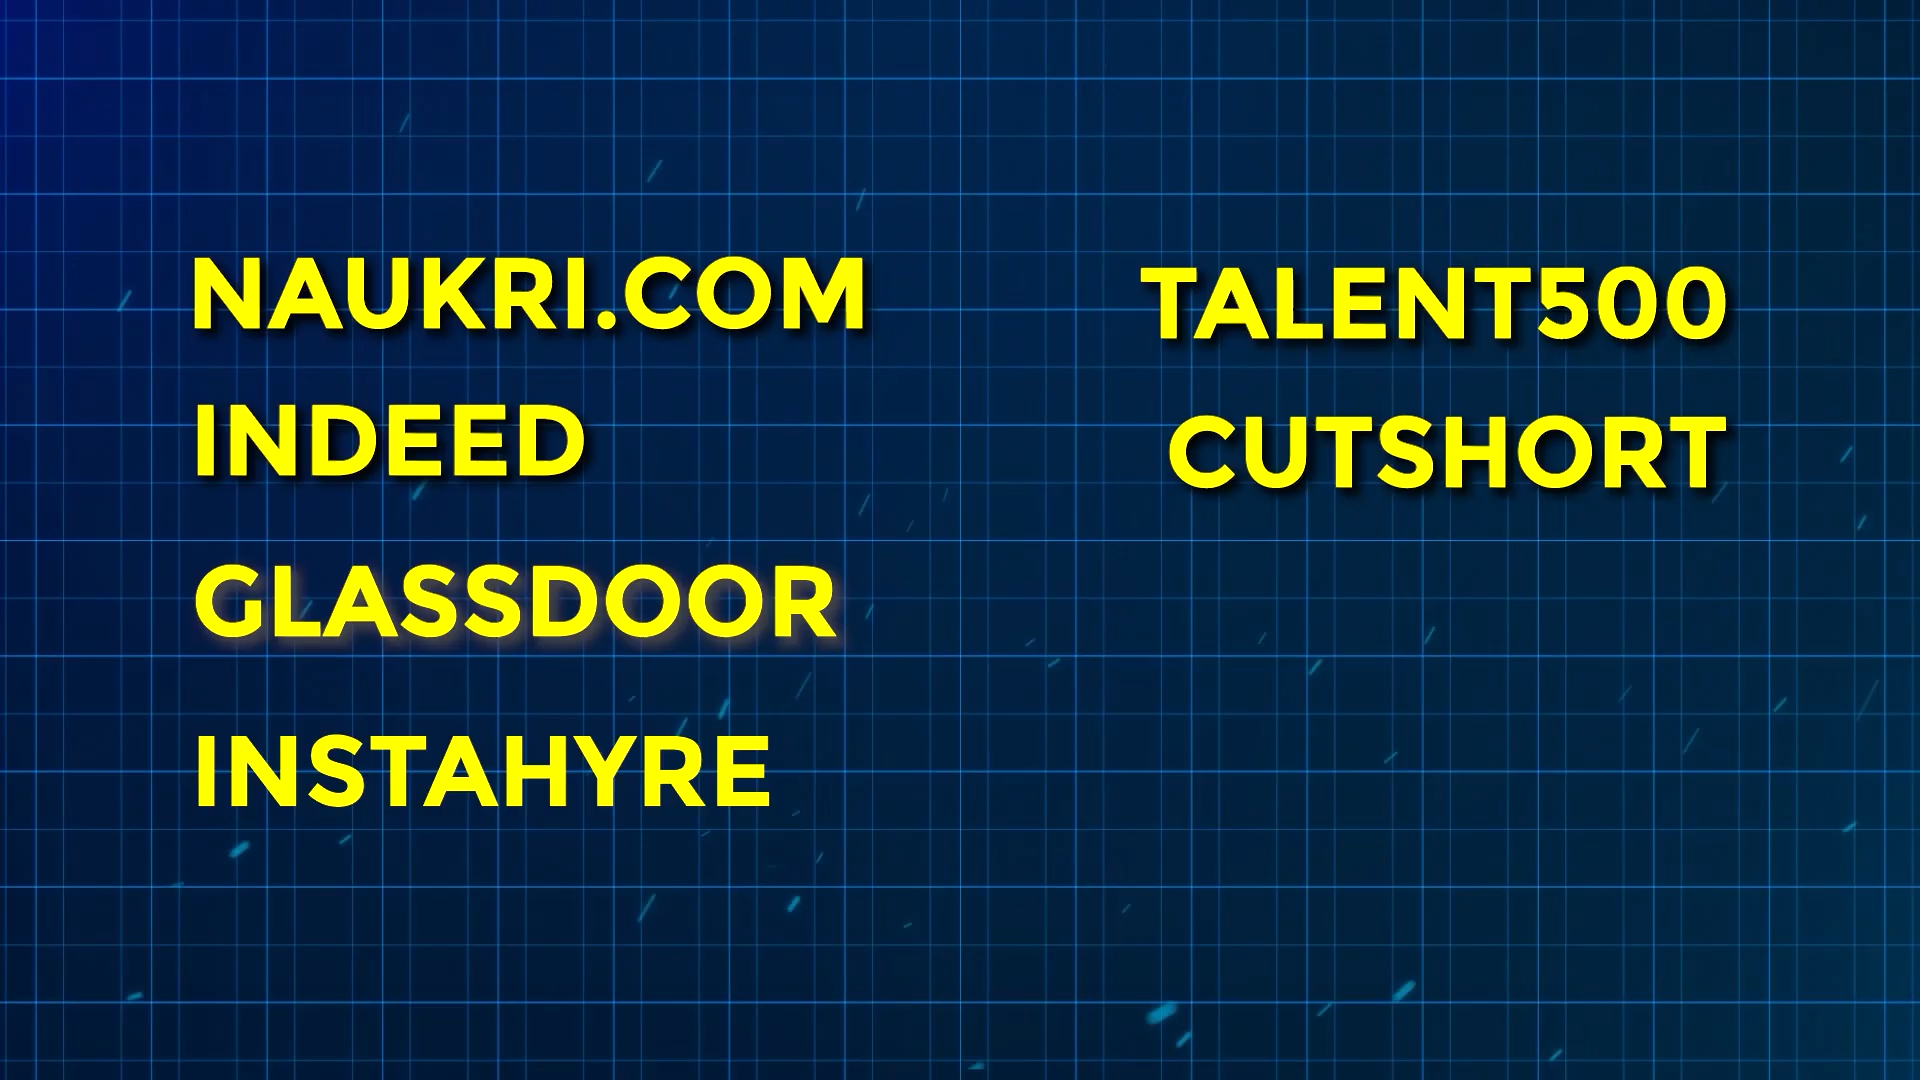 NAUKRI.COM
INDEED
GLASSDOOR
INSTAHYRE
TALENT500
CUTSHORT